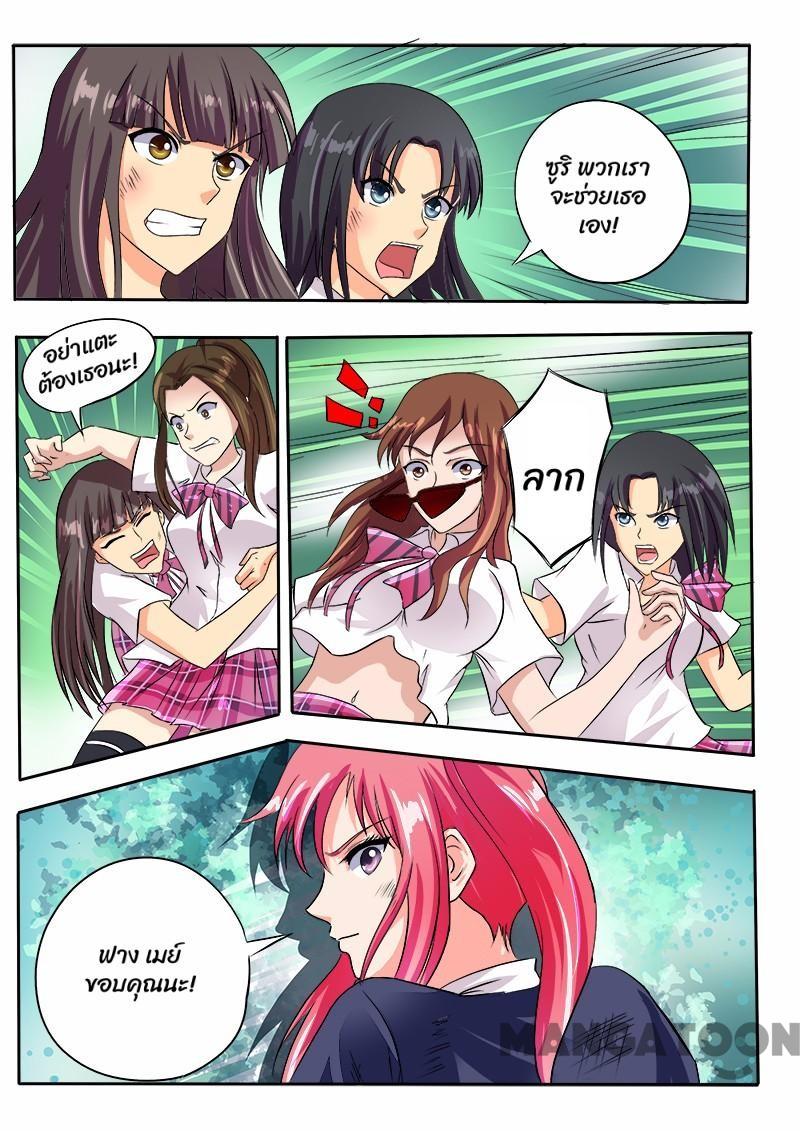 ซูริ พวกเรา
จะช่วยเธอ
เอง!
อย่าแตะ
ต้องเธอนะ!
ลาก
ฟาง เมย์
ขอบคุณนะ!
MANGATOON